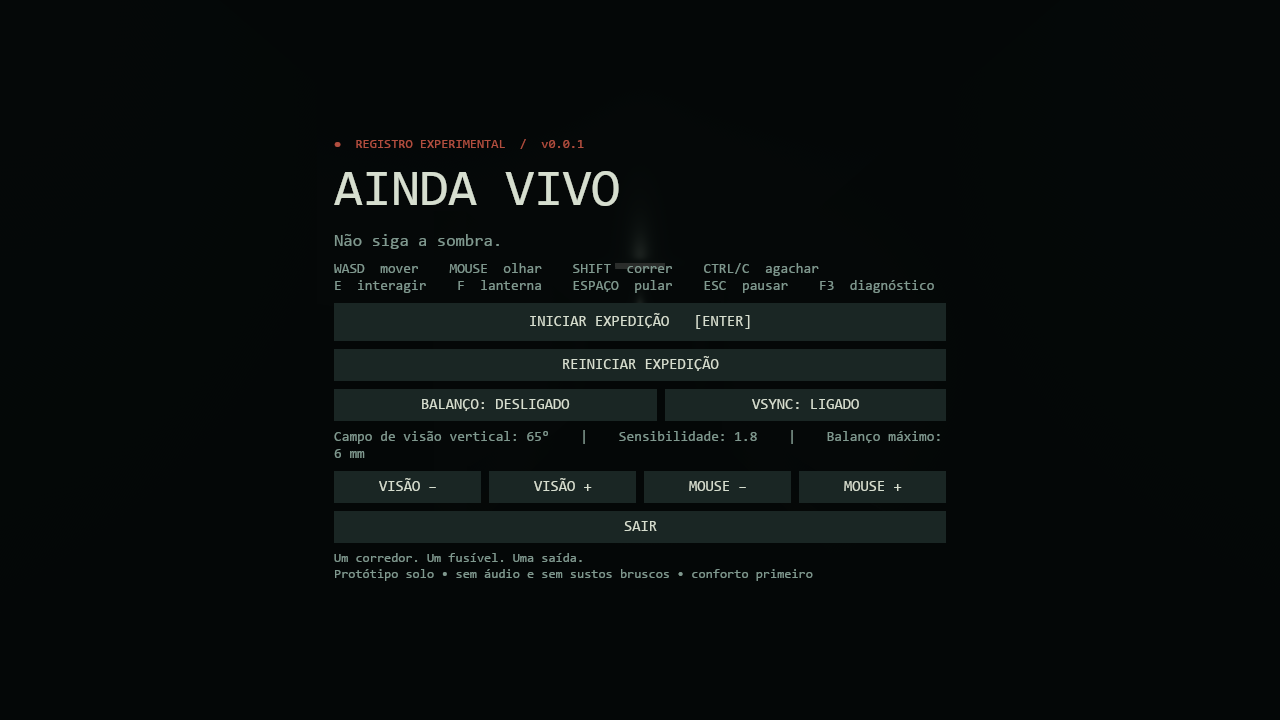 ● REGISTRO EXPERIMENTAL / v0.0.1
AINDA VIVO
Não siga a sombra.
WASD mover MOUSE olhar SHIFT correr CTRL/C agachar
E interagir F lanterna ESPAÇO pular ESC pausar F3 diagnóstico
INICIAR EXPEDIÇÃO [ENTER]
REINICIAR EXPEDIÇÃO
BALANÇO: DESLIGADO VSYNC: LIGADO
Campo de visão vertical: 65° | Sensibilidade: 1.8 | Balanço máximo:
6 mm
VISÃO − VISÃO + MOUSE − MOUSE +
SAIR
Um corredor. Um fusível. Uma saída.
Protótipo solo • sem áudio e sem sustos bruscos • conforto primeiro